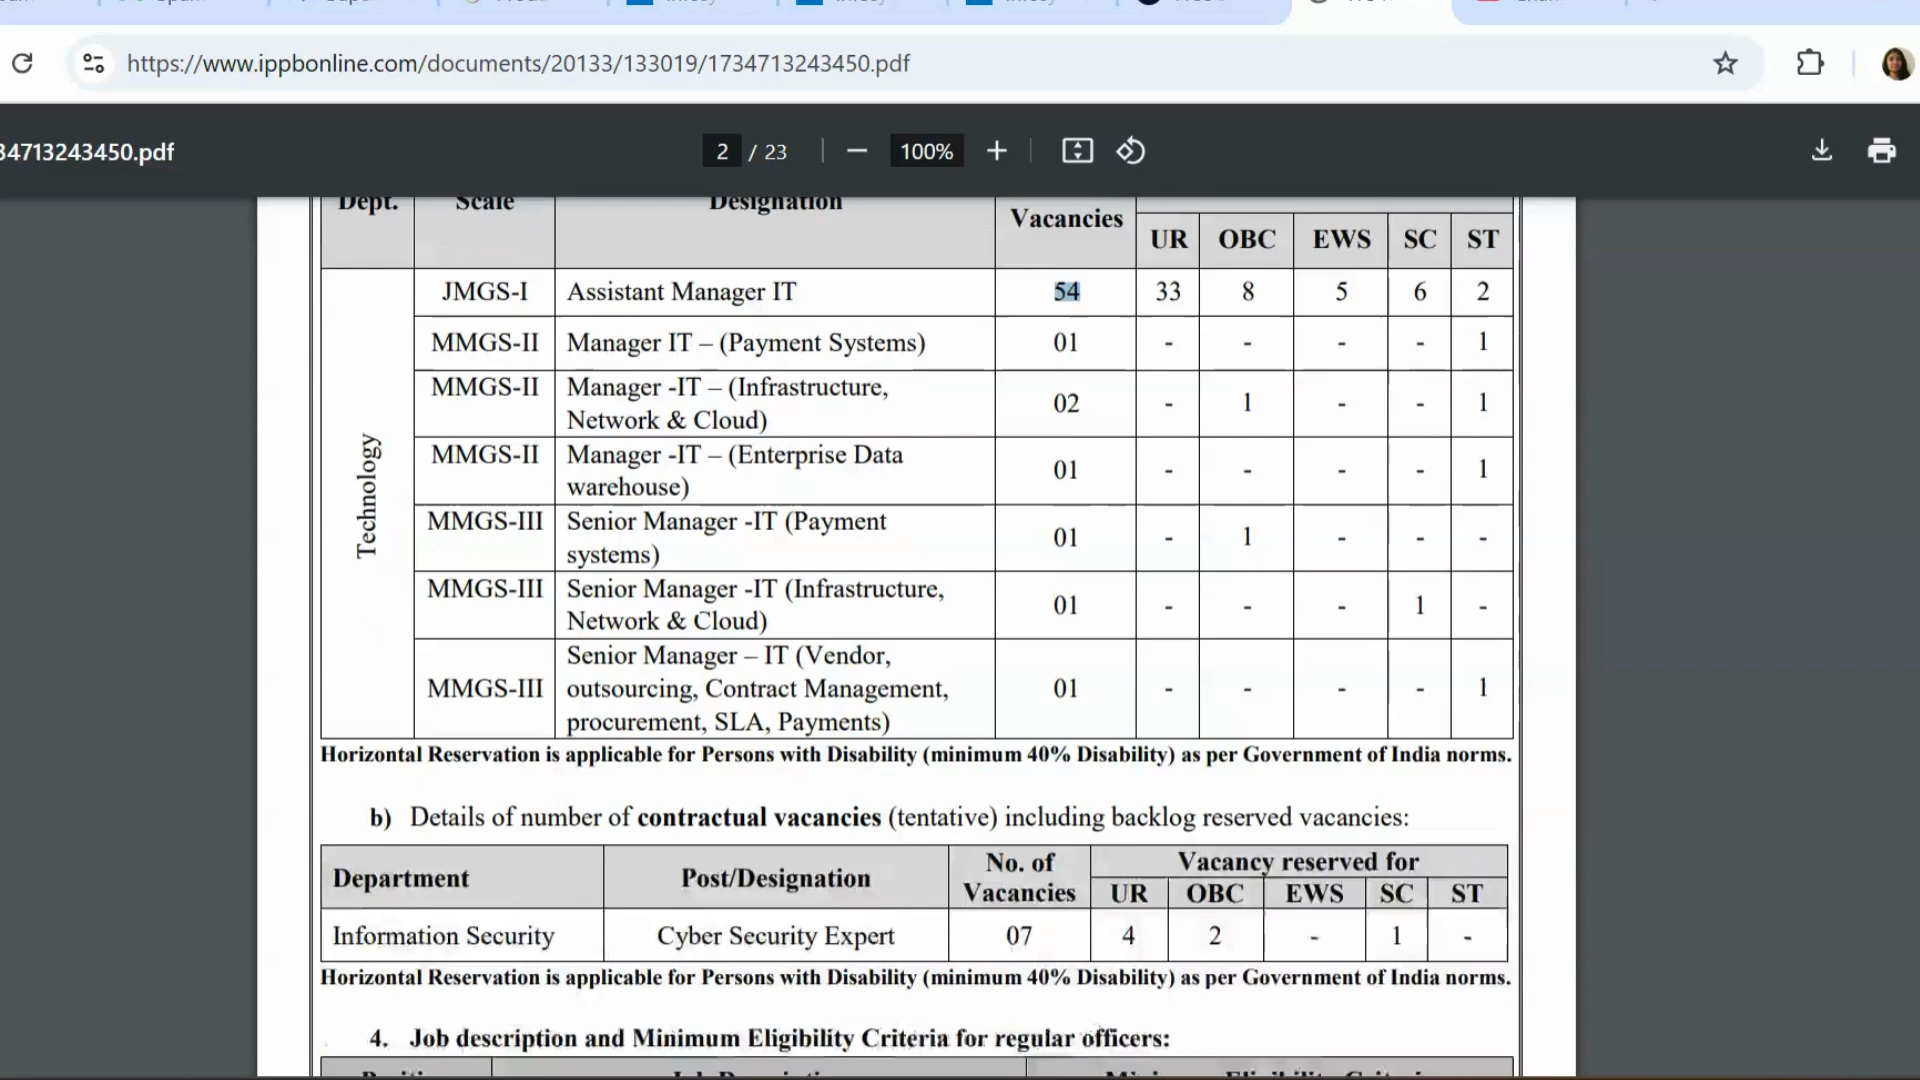 https://www.ippbonline.com/documents/20133/133019/1734713243450.pdf
34713243450.pdf
2 / 23
100%
Dept. Scale Designation Vacancies
UR OBC EWS SC ST
Technology
JMGS-I Assistant Manager IT 54 33 8 5 6 2
MMGS-II Manager IT – (Payment Systems) 01 - - - - 1
MMGS-II Manager -IT – (Infrastructure,
Network & Cloud) 02 - 1 - - 1
MMGS-II Manager -IT – (Enterprise Data
warehouse) 01 - - - - 1
MMGS-III Senior Manager -IT (Payment
systems) 01 - 1 - - -
MMGS-III Senior Manager -IT (Infrastructure,
Network & Cloud) 01 - - - 1 -
Senior Manager – IT (Vendor,
MMGS-III outsourcing, Contract Management, 01 - - - - 1
procurement, SLA, Payments)
Horizontal Reservation is applicable for Persons with Disability (minimum 40% Disability) as per Government of India norms.
b) Details of number of contractual vacancies (tentative) including backlog reserved vacancies:
Department Post/Designation No. of Vacancies Vacancy reserved for
UR OBC EWS SC ST
Information Security Cyber Security Expert 07 4 2 - 1 -
Horizontal Reservation is applicable for Persons with Disability (minimum 40% Disability) as per Government of India norms.
4. Job description and Minimum Eligibility Criteria for regular officers: